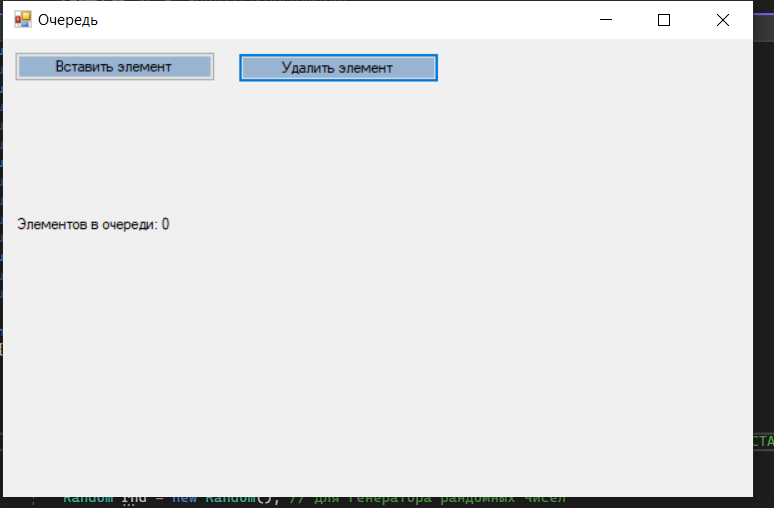 Очередь
Вставить элемент
Удалить элемент
Элементов в очереди: 0
Random rnd = new Random(); // для генератора рандомных чисел